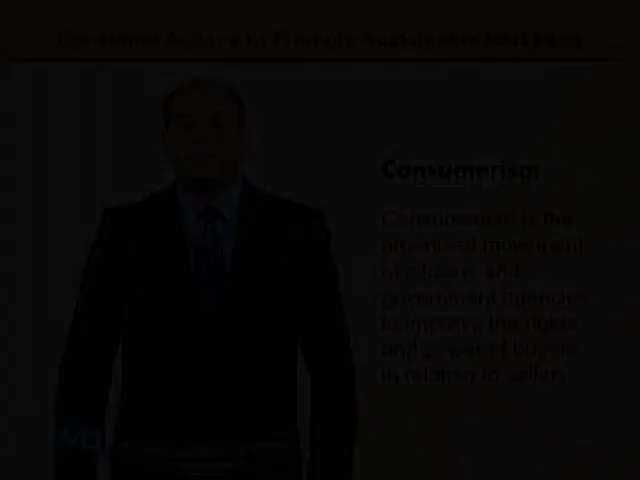 Consumer Actions to Promote Sustainable Marketing
Consumerism
Consumerism is the
organized movement
of citizens and
government agencies
to improve the rights
and power of buyers
in relation to sellers.